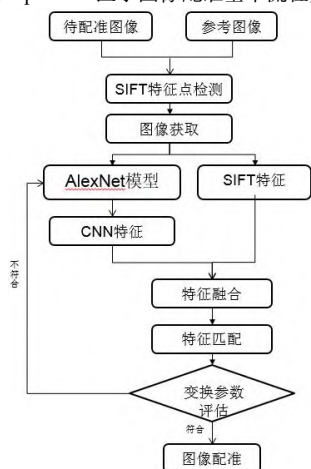 待配准图像 参考图像
SIFT特征点检测
图像获取
AlexNet模型 SIFT特征
CNN特征
不符合
特征融合
特征匹配
变换参数
评估
符合
图像配准